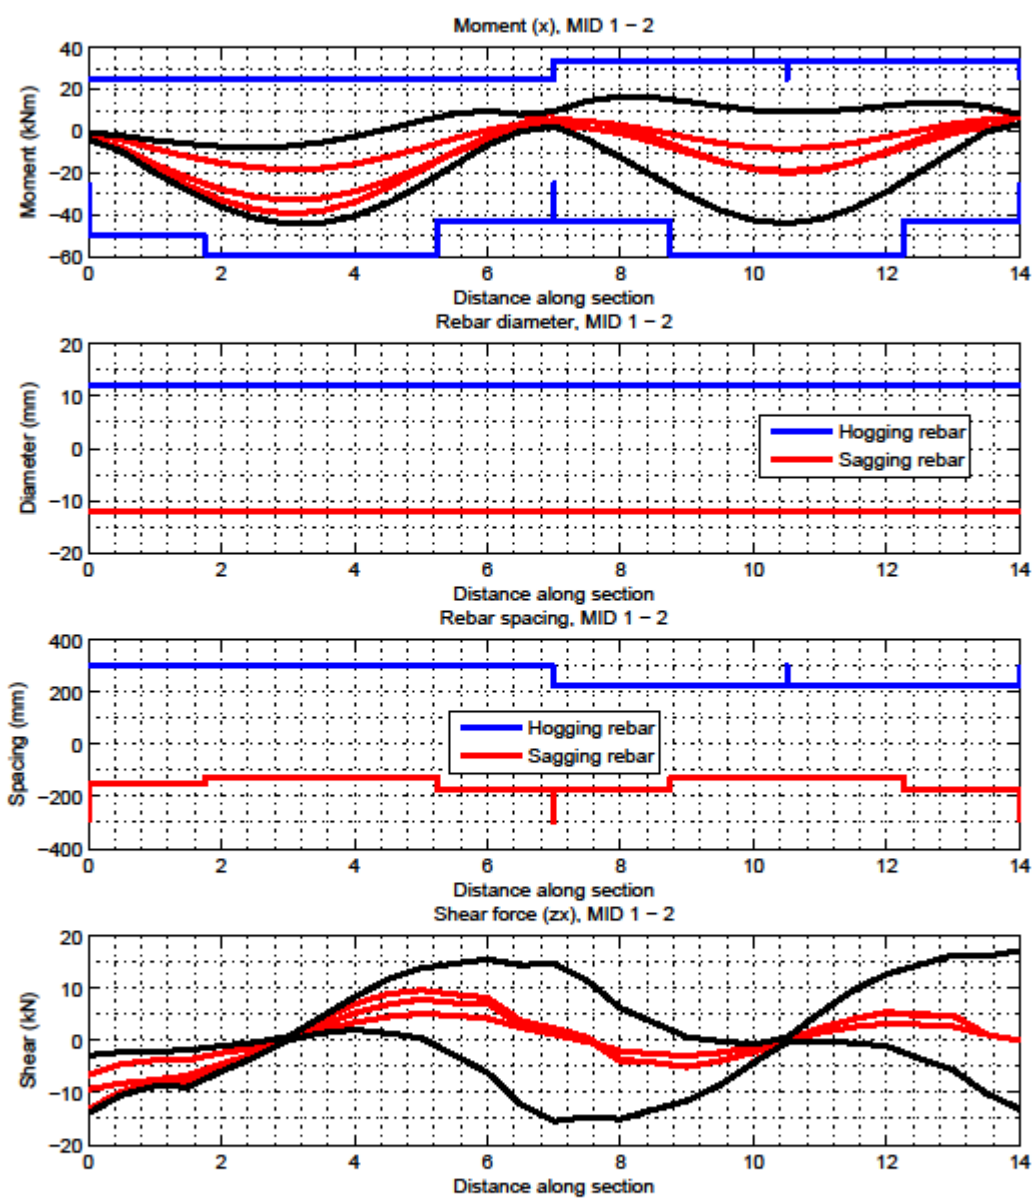 Moment (x), MID 1 − 2
40
20
0
−20
−40
−60
Moment (kNm)
0 2 4 6 8 10 12 14
Distance along section
Rebar diameter, MID 1 − 2
20
10
0
−10
−20
Diameter (mm)
Hogging rebar
Sagging rebar
0 2 4 6 8 10 12 14
Distance along section
Rebar spacing, MID 1 − 2
400
200
0
−200
−400
Spacing (mm)
Hogging rebar
Sagging rebar
0 2 4 6 8 10 12 14
Distance along section
Shear force (zx), MID 1 − 2
20
10
0
−10
−20
Shear (kN)
0 2 4 6 8 10 12 14
Distance along section